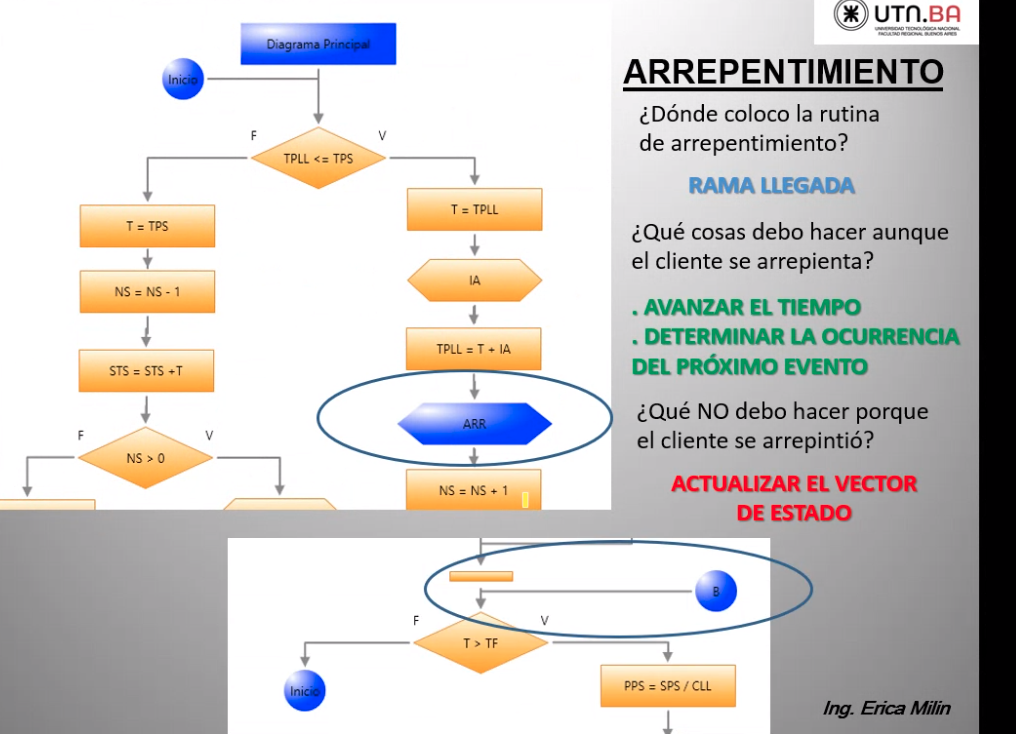 UTN.BA
UNIVERSIDAD TECNOLÓGICA NACIONAL
FACULTAD REGIONAL BUENOS AIRES
Diagrama Principal
Inicio
F
V
TPLL <= TPS
T = TPS
NS = NS - 1
STS = STS +T
F
V
NS > 0
T = TPLL
IA
TPLL = T + IA
ARR
NS = NS + 1
ARREPENTIMIENTO
¿Dónde coloco la rutina
de arrepentimiento?
RAMA LLEGADA
¿Qué cosas debo hacer aunque
el cliente se arrepienta?
. AVANZAR EL TIEMPO
. DETERMINAR LA OCURRENCIA
DEL PRÓXIMO EVENTO
¿Qué NO debo hacer porque
el cliente se arrepintió?
ACTUALIZAR EL VECTOR
DE ESTADO
B
F
V
T > TF
Inicio
PPS = SPS / CLL
Ing. Erica Milin